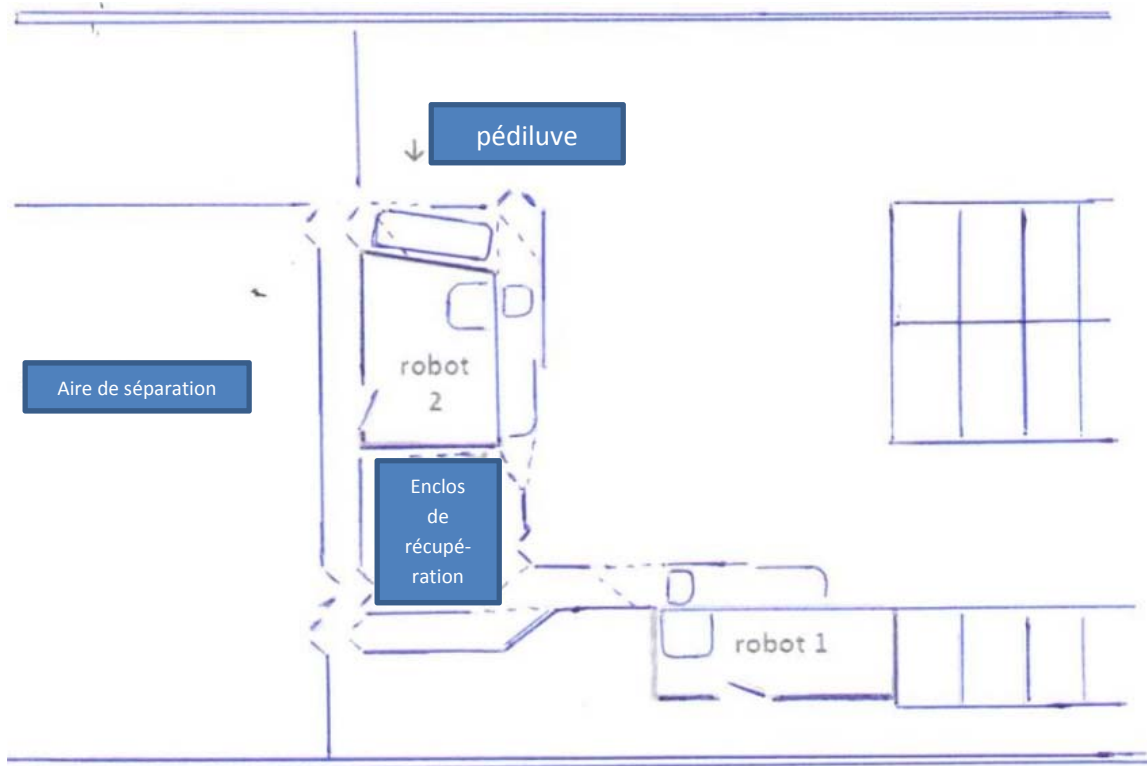 pédiluve
↓
robot
2
Aire de séparation
Enclos
de
récupé-
ration
robot 1